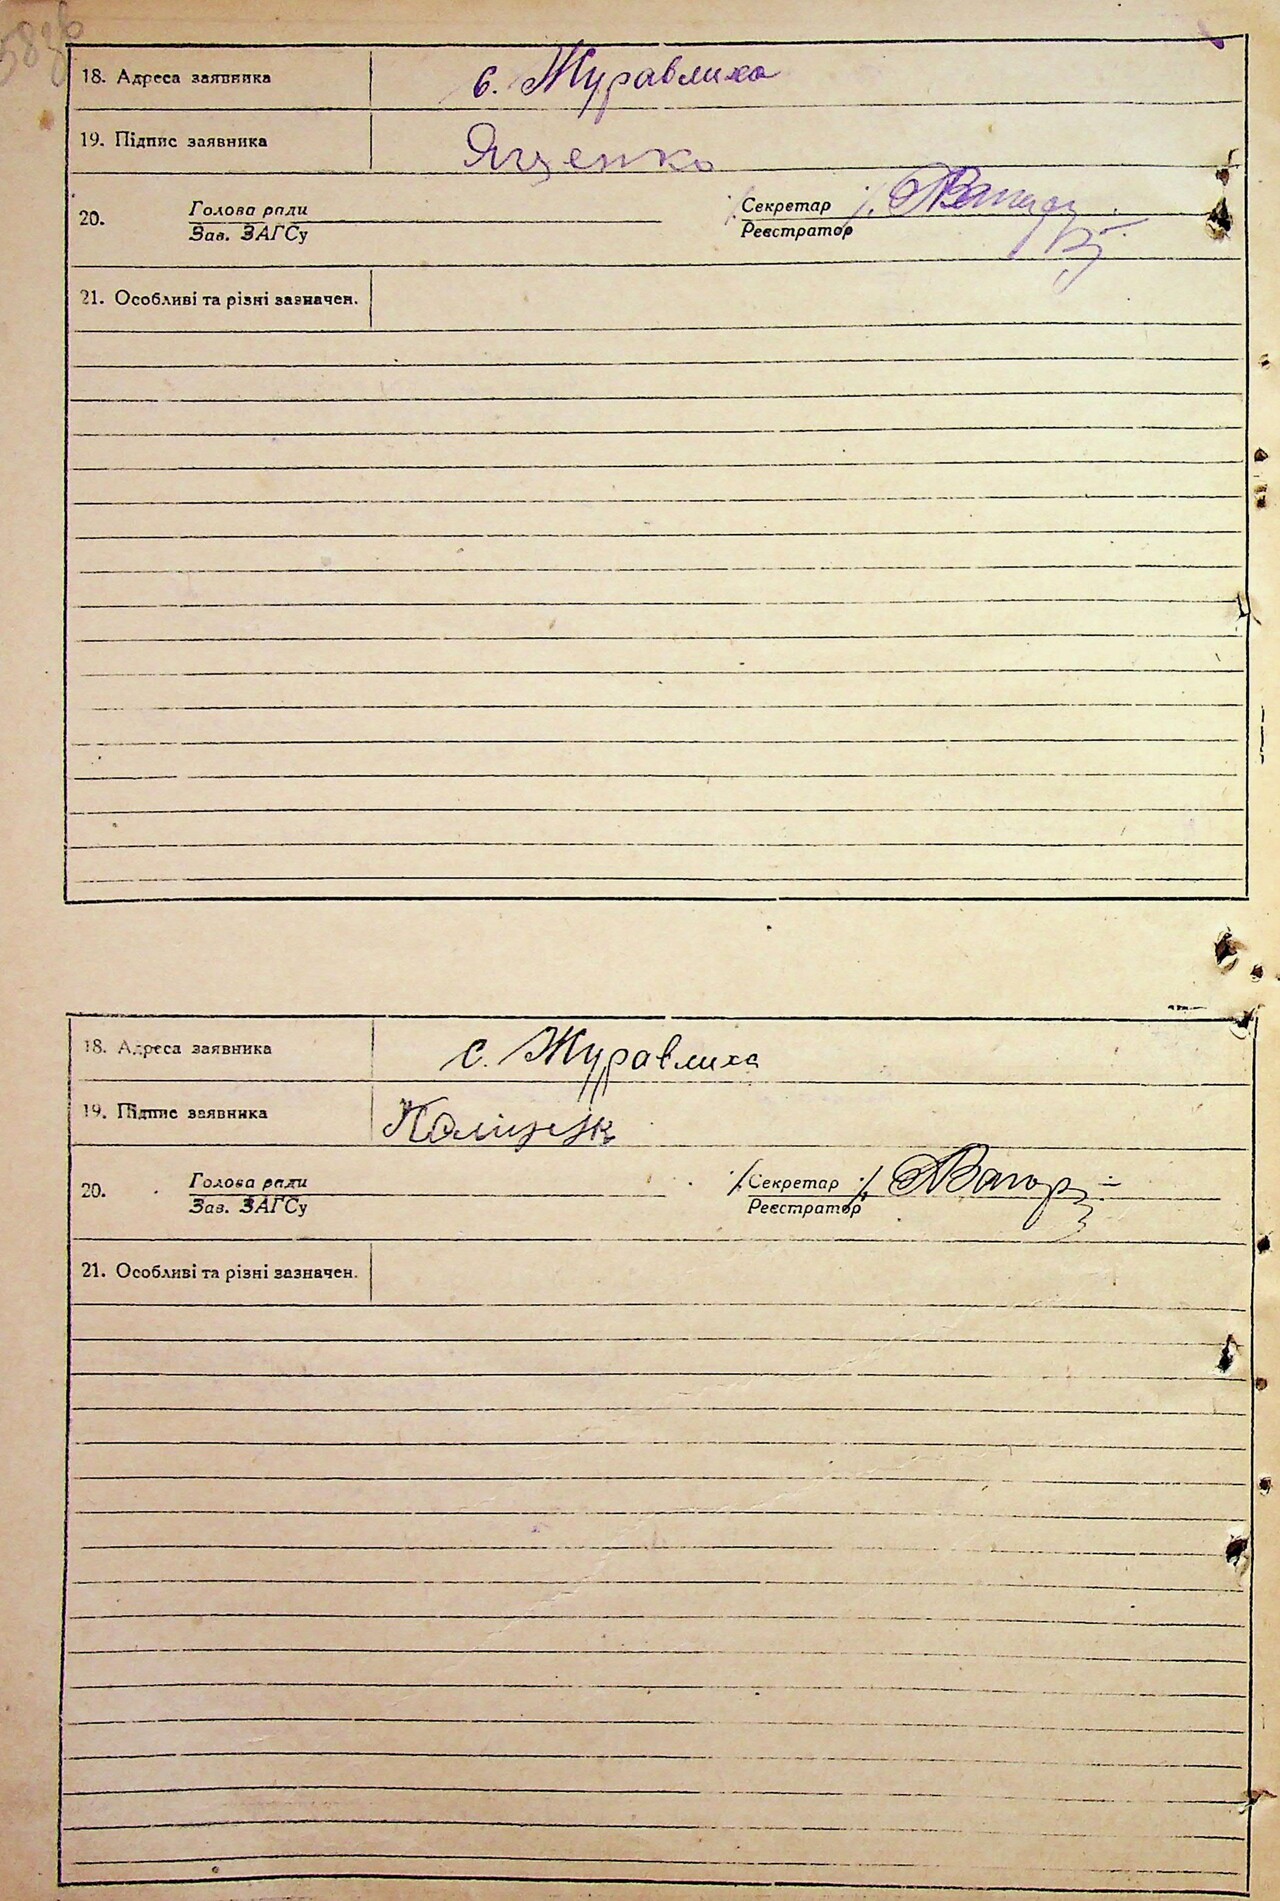 18. Адреса заявника с. Журавлиха
19. Підпис заявника Ященко
20. Голова ради Секретар
Зав. ЗАГСу Реєстратор
21. Особливі та різні зазначен.
18. Адреса заявника с. Журавлиха
19. Підпис заявника
20. Голова ради Секретар
Зав. ЗАГСу Реєстратор
21. Особливі та різні зазначен.